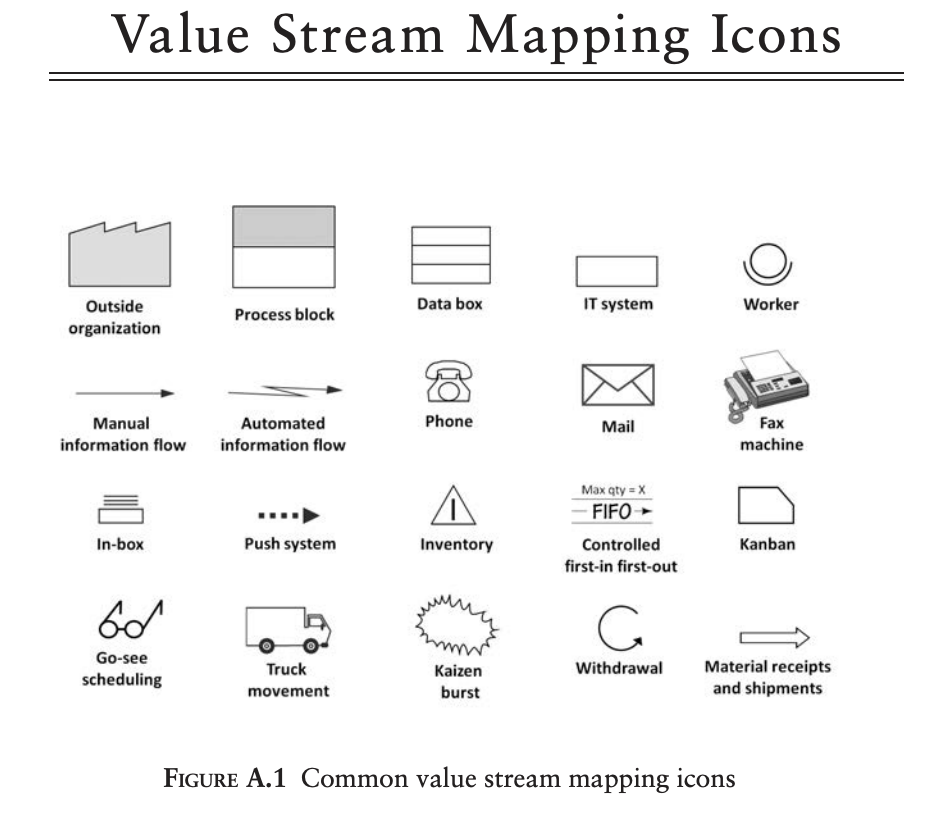 Value Stream Mapping Icons
Outside
organization
Process block
Data box
IT system
Worker
Manual
information flow
Automated
information flow
Phone
Mail
Fax
machine
In-box
Push system
I
Inventory
Max qty = X
FIFO
Controlled
first-in first-out
Kanban
Go-see
scheduling
Truck
movement
Kaizen
burst
Withdrawal
Material receipts
and shipments
FIGURE A.1 Common value stream mapping icons